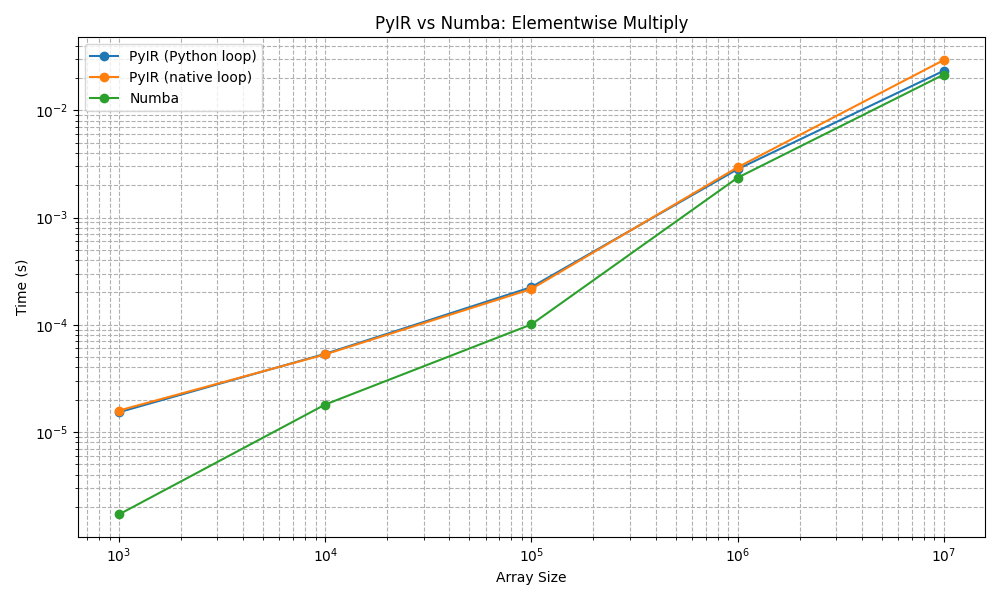 PyIR vs Numba: Elementwise Multiply
PyIR (Python loop)
PyIR (native loop)
Numba
Time (s)
10⁻²
10⁻³
10⁻⁴
10⁻⁵
10³ 10⁴ 10⁵ 10⁶ 10⁷
Array Size